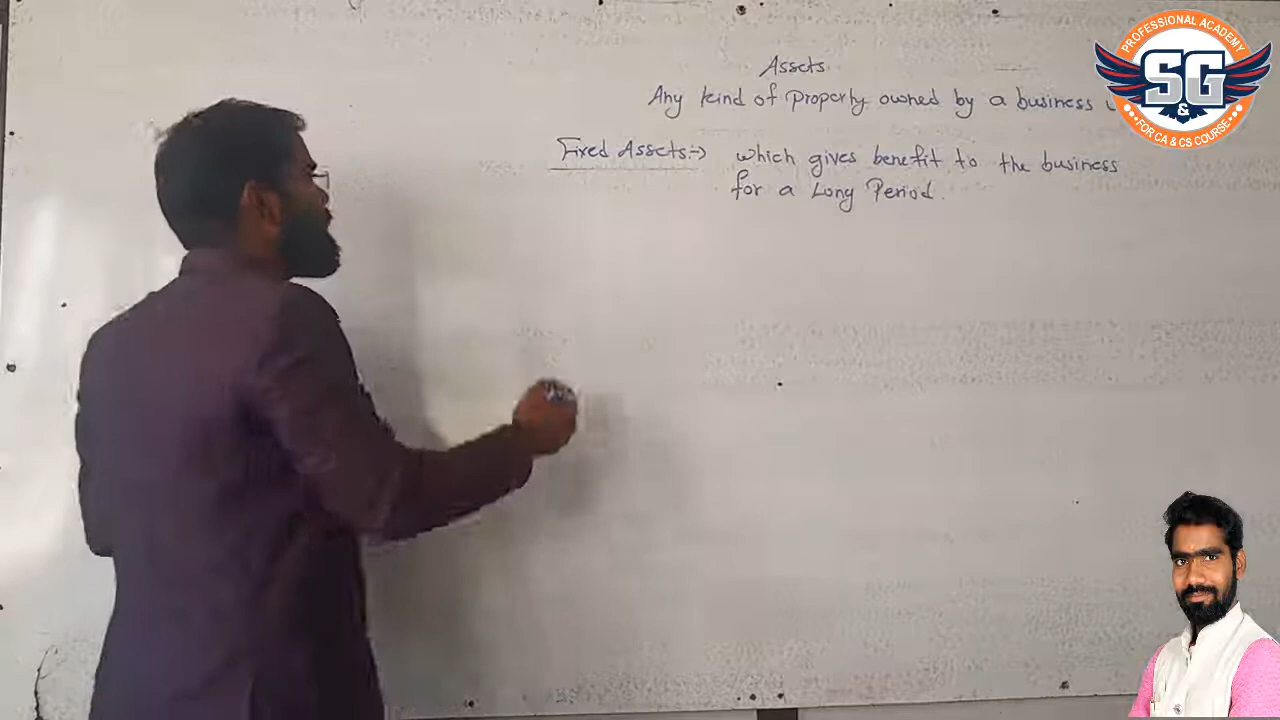 Assets
Any kind of Property owned by a business
Fixed Assets:→ which gives benefit to the business
for a Long Period.
PROFESSIONAL ACADEMY
SG
&
FOR CA & CS COURSE